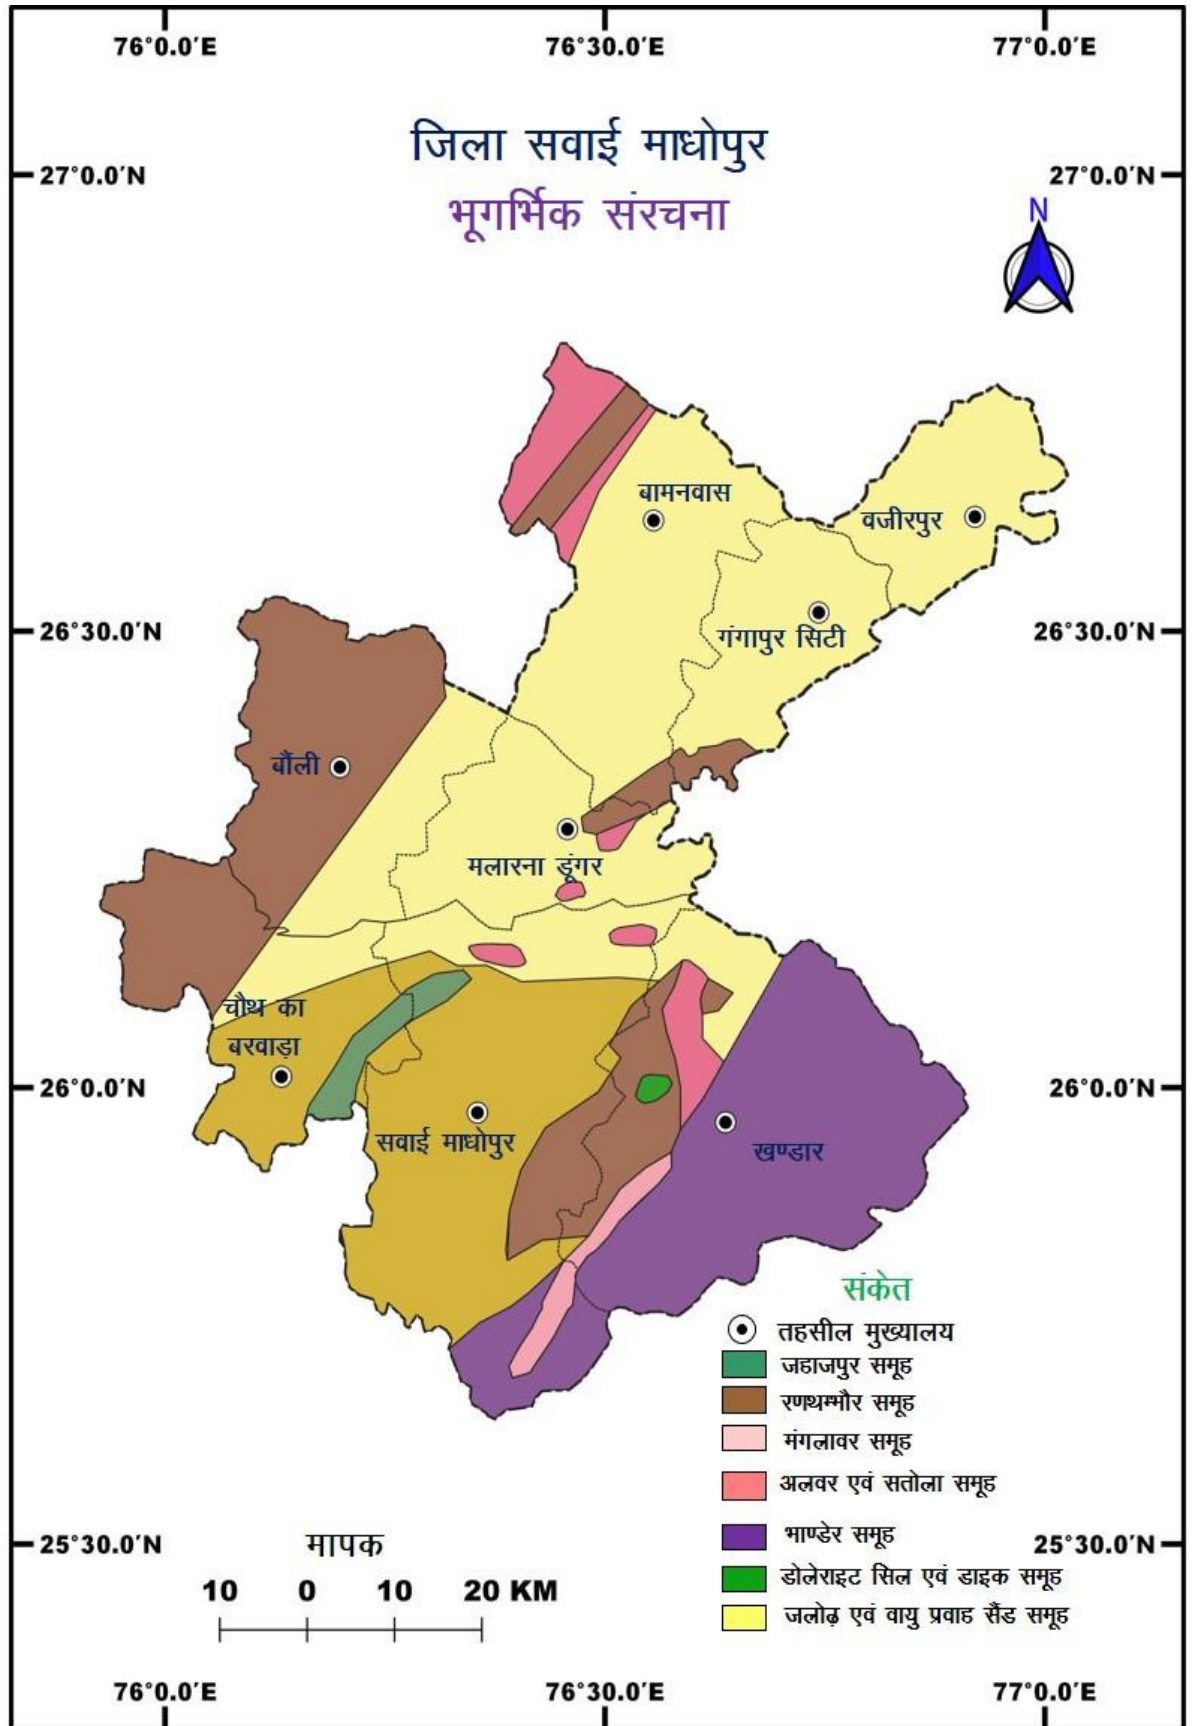 76°0.0'E 76°30.0'E 77°0.0'E
जिला सवाई माधोपुर
27°0.0'N 27°0.0'N
भूगर्भिक संरचना
N
बामनवास
वजीरपुर
26°30.0'N 26°30.0'N
गंगापुर सिटी
बौंली
मलारना डूंगर
चौथ का
बरवाड़ा
26°0.0'N 26°0.0'N
सवाई माधोपुर
खण्डार
संकेत
तहसील मुख्यालय
जहाजपुर समूह
रणथम्भौर समूह
मंगलावर समूह
अलवर एवं सतोला समूह
भाण्डेर समूह
25°30.0'N 25°30.0'N
डोलेराइट सिल एवं डाइक समूह
जलोढ़ एवं वायु प्रवाह सैंड समूह
मापक
10 0 10 20 KM
76°0.0'E 76°30.0'E 77°0.0'E